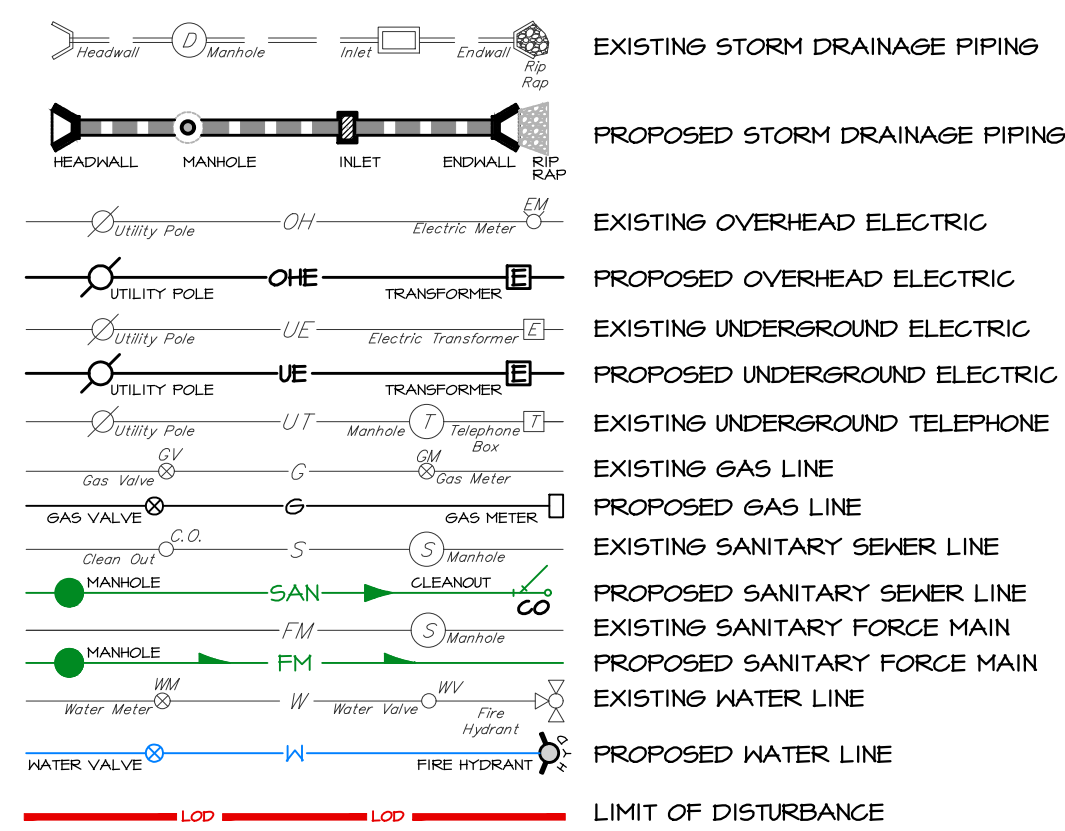 Headwall D Manhole Inlet Endwall EXISTING STORM DRAINAGE PIPING
Rip
Rap
PROPOSED STORM DRAINAGE PIPING
HEADWALL MANHOLE INLET ENDWALL RIP
RAP
EM
Utility Pole OH Electric Meter EXISTING OVERHEAD ELECTRIC
OHE E PROPOSED OVERHEAD ELECTRIC
UTILITY POLE TRANSFORMER
Utility Pole UE Electric Transformer E EXISTING UNDERGROUND ELECTRIC
UE E PROPOSED UNDERGROUND ELECTRIC
UTILITY POLE TRANSFORMER
Utility Pole UT Manhole T Telephone T EXISTING UNDERGROUND TELEPHONE
Box
GV GM
Gas Valve G Gas Meter EXISTING GAS LINE
G PROPOSED GAS LINE
GAS VALVE GAS METER
C.O.
Clean Out S S Manhole EXISTING SANITARY SEWER LINE
MANHOLE CLEANOUT
SAN PROPOSED SANITARY SEWER LINE
CO
FM S Manhole EXISTING SANITARY FORCE MAIN
MANHOLE
FM PROPOSED SANITARY FORCE MAIN
WM WV
Water Meter W Water Valve EXISTING WATER LINE
Fire
Hydrant
W HYD PROPOSED WATER LINE
WATER VALVE FIRE HYDRANT
LOD LOD LIMIT OF DISTURBANCE